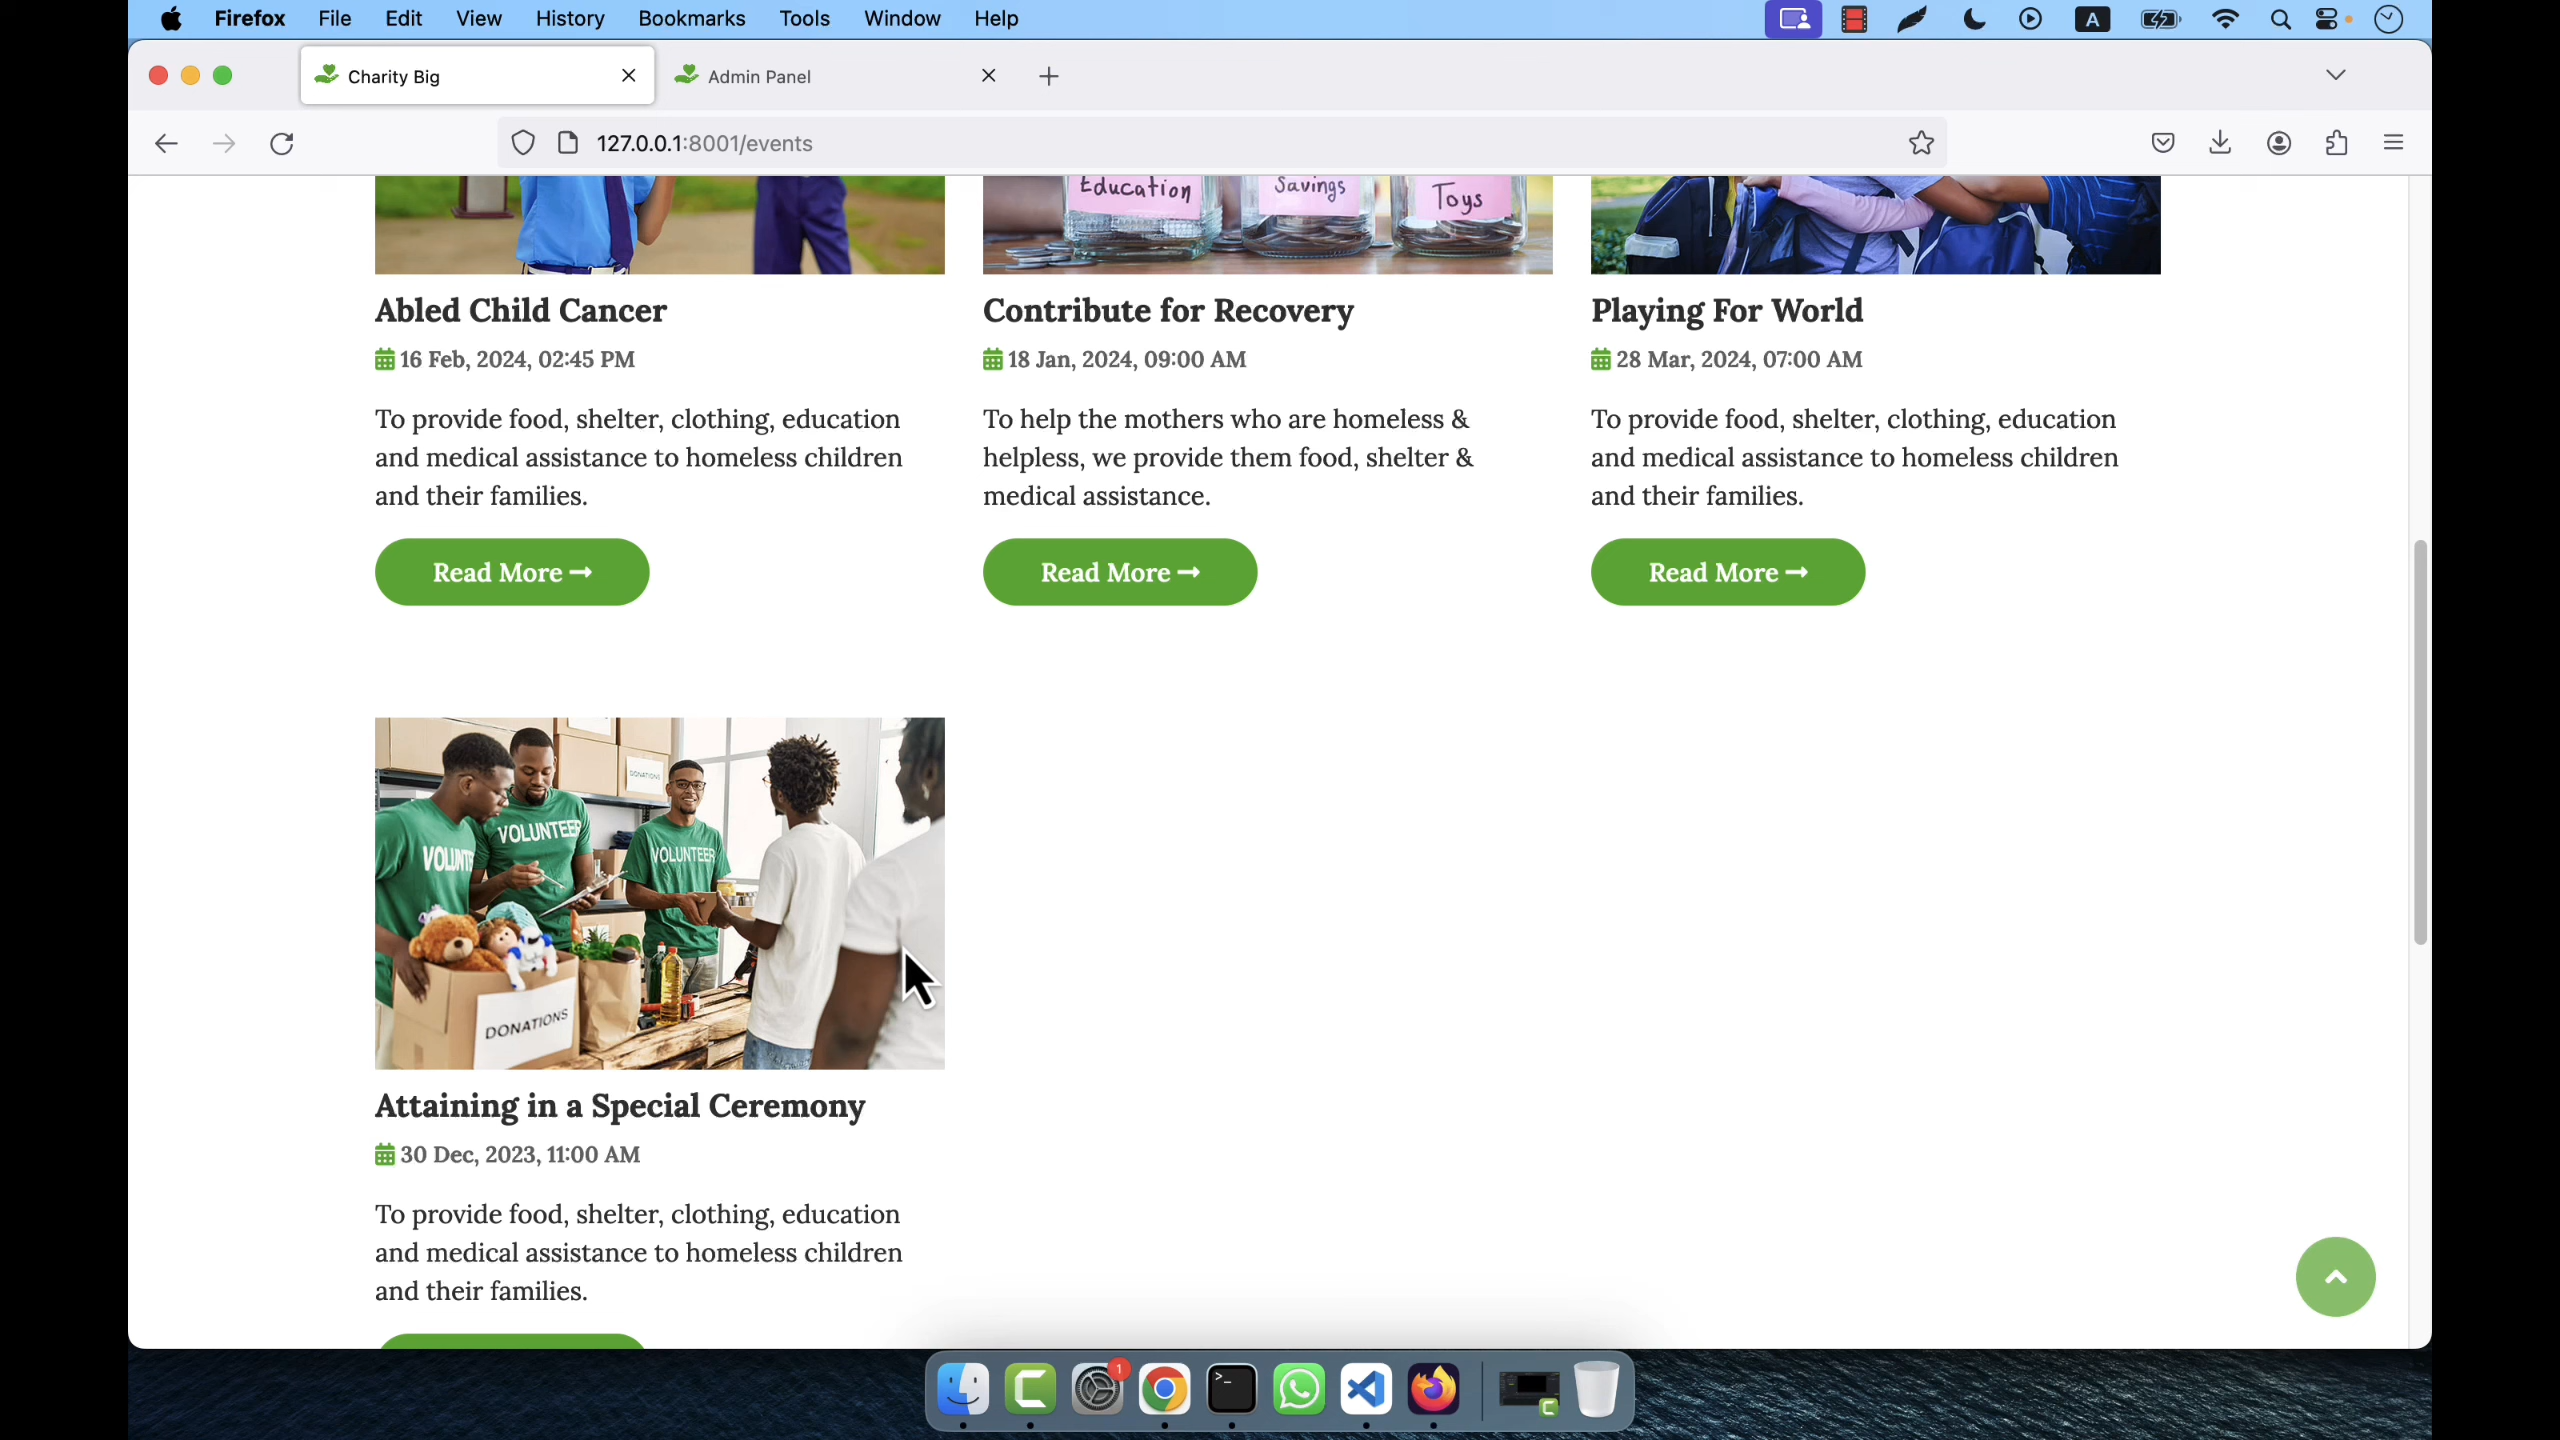 Firefox File Edit View History Bookmarks Tools Window Help A
Charity Big
Admin Panel
127.0.0.1:8001/events
Education
Savings
Toys
Abled Child Cancer
16 Feb, 2024, 02:45 PM
To provide food, shelter, clothing, education
and medical assistance to homeless children
and their families.
Read More
Contribute for Recovery
18 Jan, 2024, 09:00 AM
To help the mothers who are homeless &
helpless, we provide them food, shelter &
medical assistance.
Read More
Playing For World
28 Mar, 2024, 07:00 AM
To provide food, shelter, clothing, education
and medical assistance to homeless children
and their families.
Read More
DONATIONS
VOLUNTEER
VOLUNTE
VOLUNTEER
DONATIONS
Attaining in a Special Ceremony
30 Dec, 2023, 11:00 AM
To provide food, shelter, clothing, education
and medical assistance to homeless children
and their families.
1